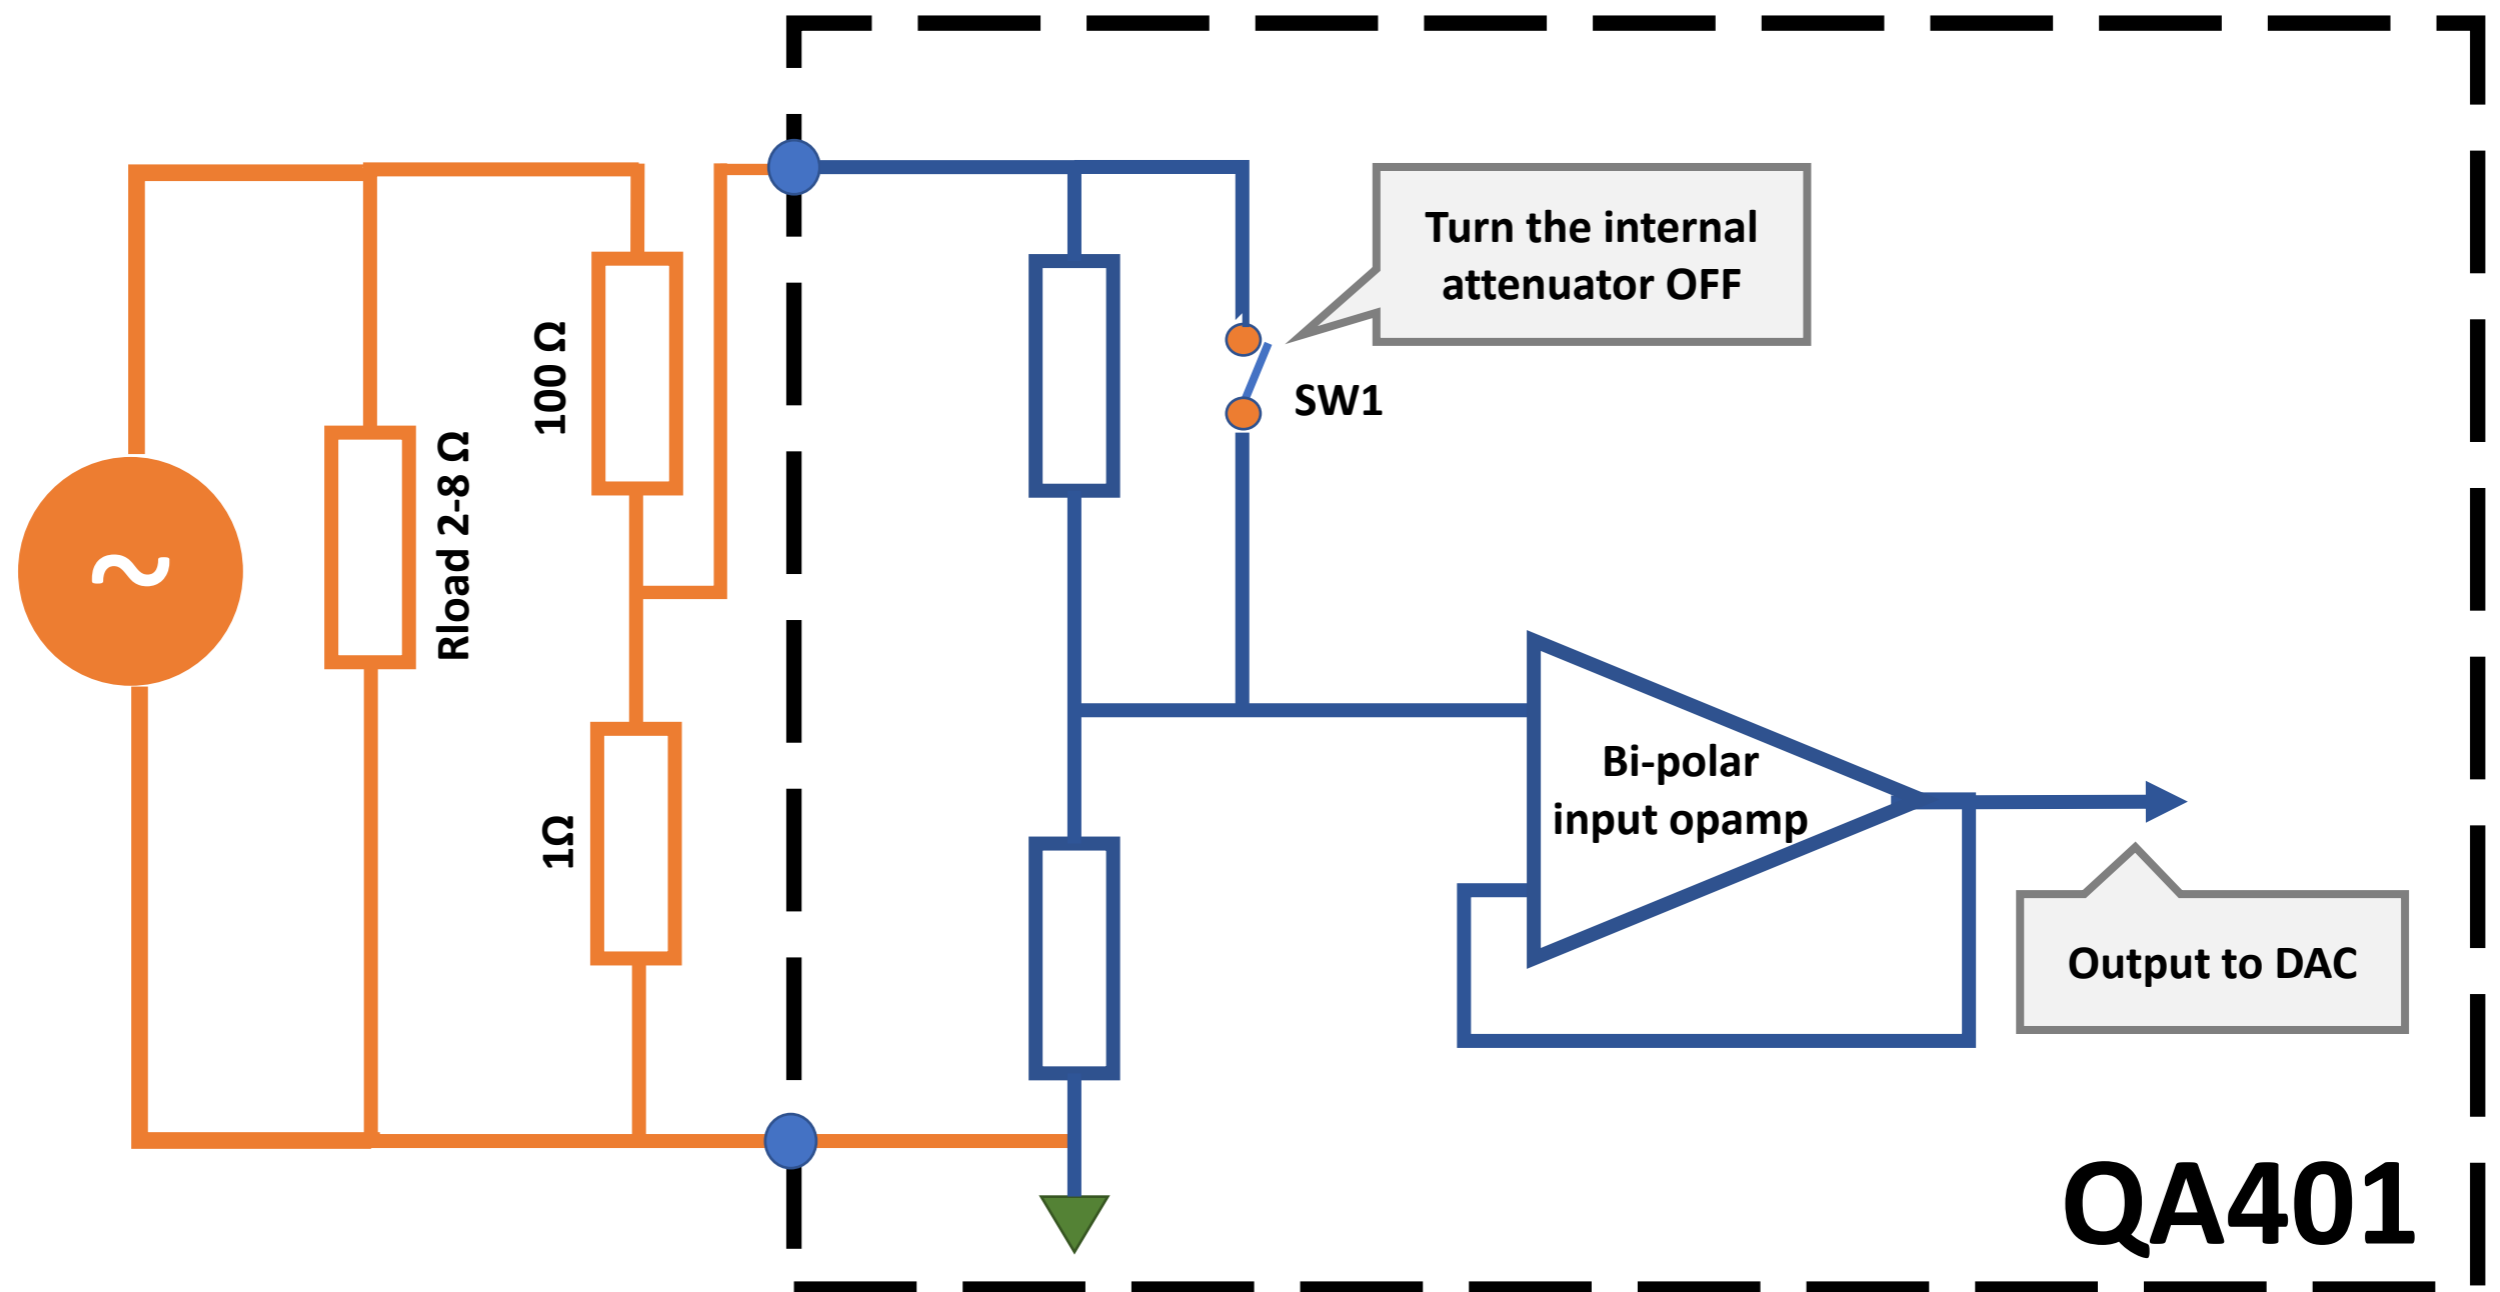 Turn the internal
attenuator OFF
100 Ω
SW1
Rload 2-8 Ω
Bi-polar
input opamp
1Ω
Output to DAC
QA401